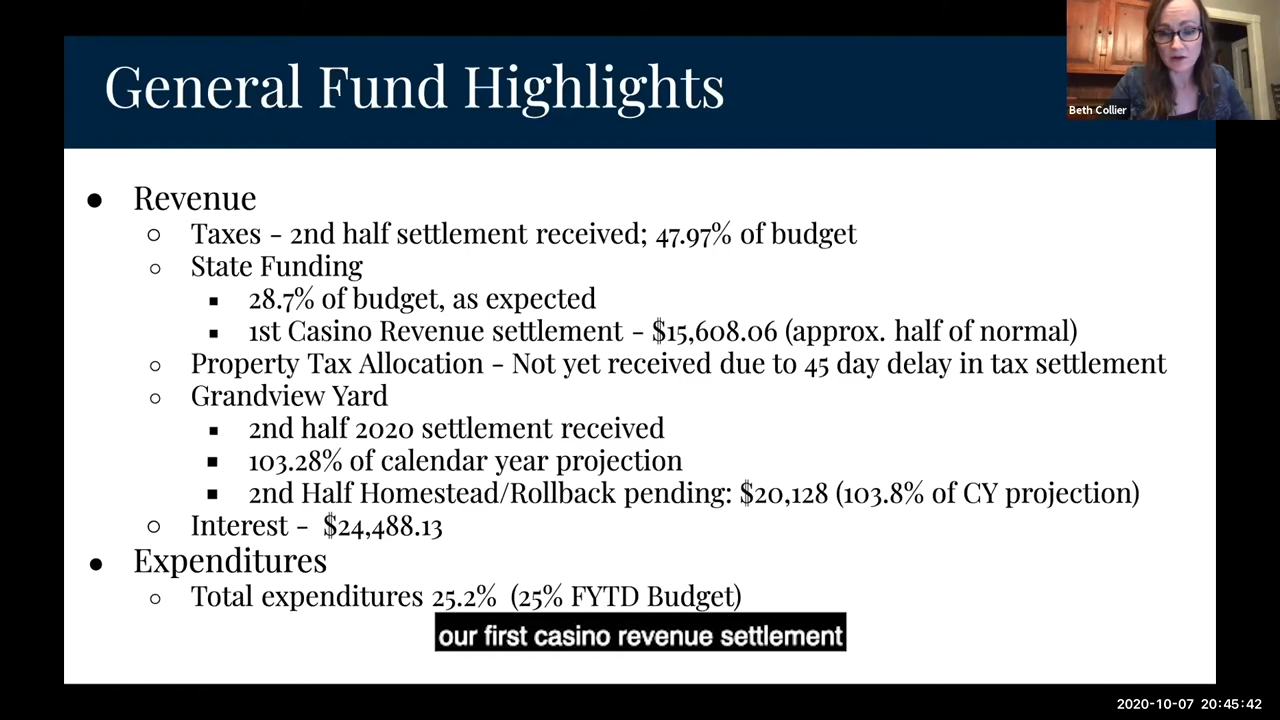 General Fund Highlights
Beth Collier
● Revenue
○ Taxes - 2nd half settlement received; 47.97% of budget
○ State Funding
■ 28.7% of budget, as expected
■ 1st Casino Revenue settlement - $15,608.06 (approx. half of normal)
○ Property Tax Allocation - Not yet received due to 45 day delay in tax settlement
○ Grandview Yard
■ 2nd half 2020 settlement received
■ 103.28% of calendar year projection
■ 2nd Half Homestead/Rollback pending: $20,128 (103.8% of CY projection)
○ Interest - $24,488.13
● Expenditures
○ Total expenditures 25.2% (25% FYTD Budget)
our first casino revenue settlement
2020-10-07 20:45:42